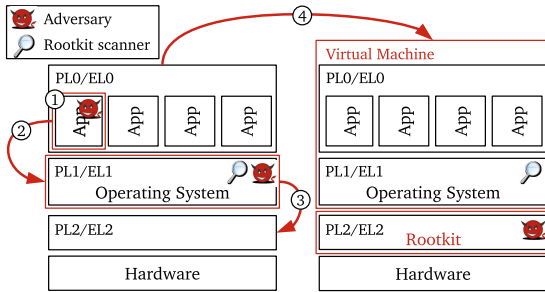 Adversary
Rootkit scanner
4
Virtual Machine
PL0/EL0
1
App
App
App
App
2
PL1/EL1
Operating System
3
PL2/EL2
Hardware
PL0/EL0
App
App
App
App
PL1/EL1
Operating System
PL2/EL2
Rootkit
Hardware